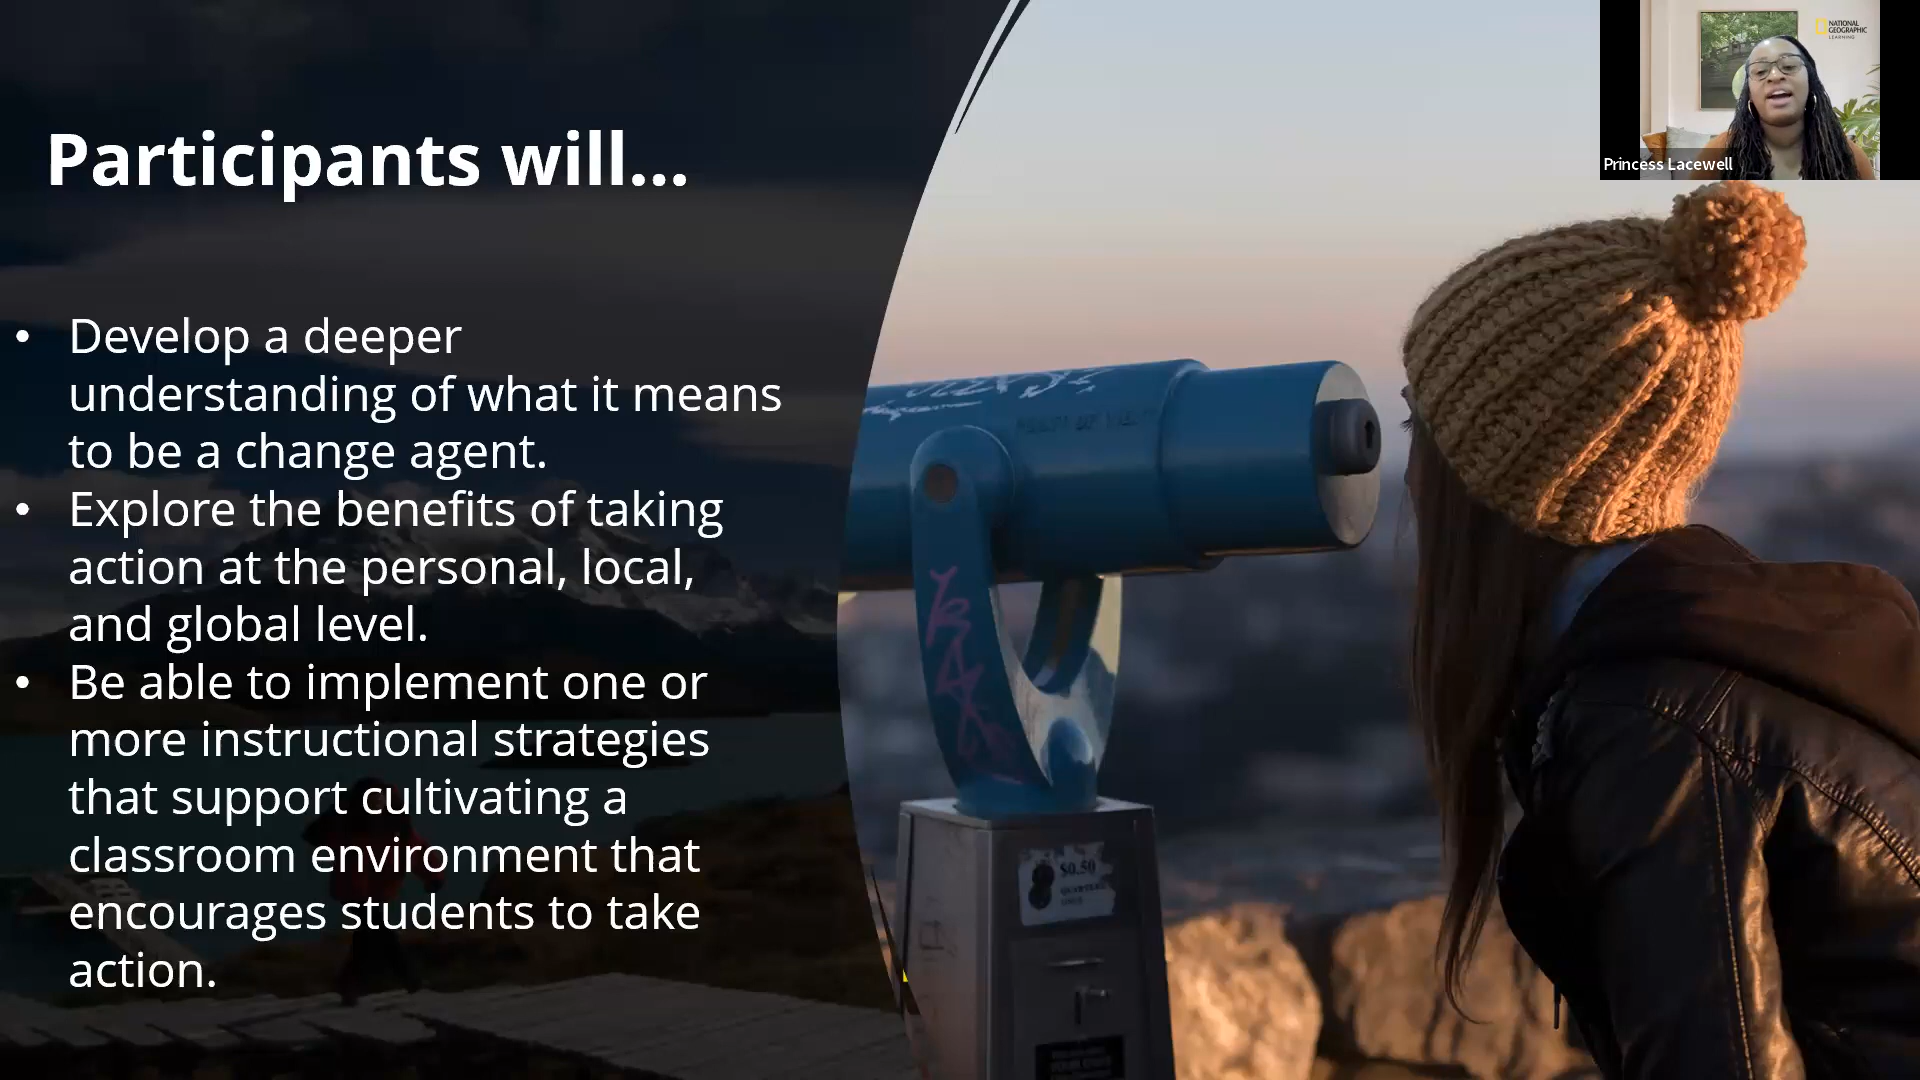 Participants will...
• Develop a deeper
understanding of what it means
to be a change agent.
• Explore the benefits of taking
action at the personal, local,
and global level.
• Be able to implement one or
more instructional strategies
that support cultivating a
classroom environment that
encourages students to take
action.
NATIONAL
GEOGRAPHIC
LEARNING
Princess Lacewell
$0.50